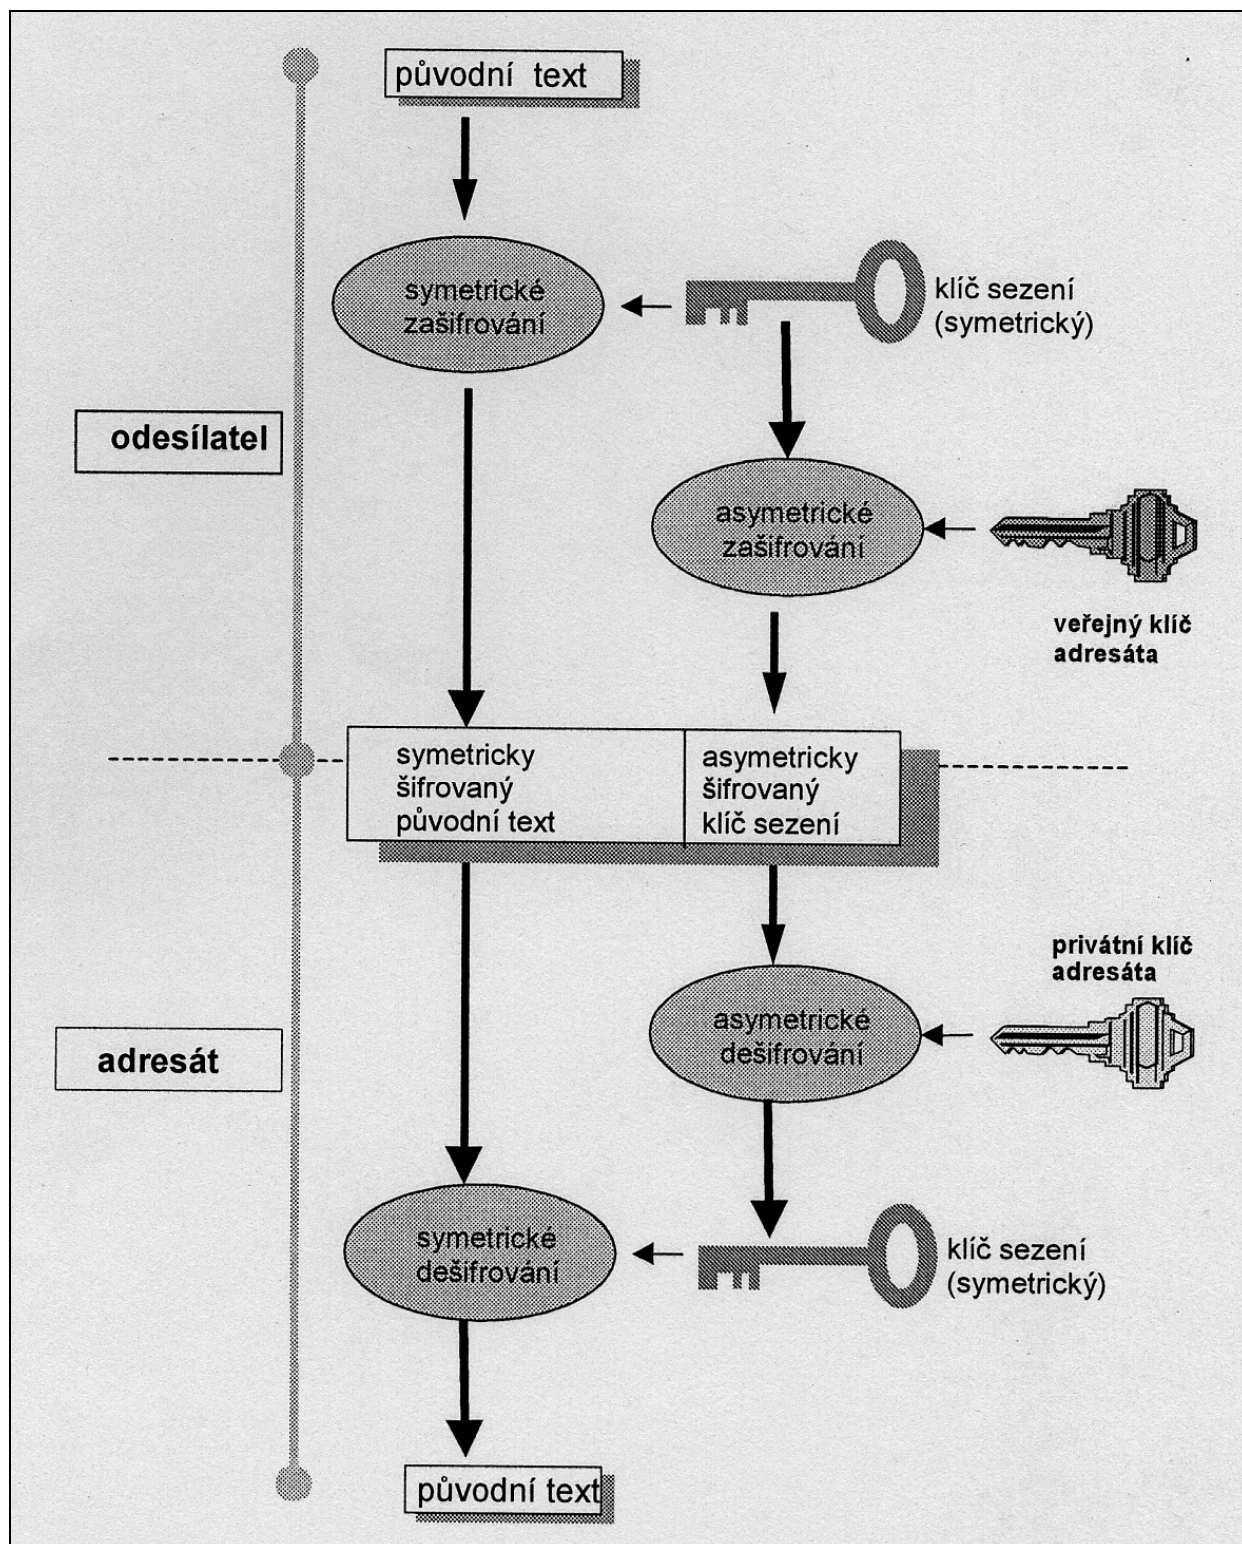 původní text
symetrické
zašifrování
klíč sezení
(symetrický)
odesílatel
asymetrické
zašifrování
veřejný klíč
adresáta
symetricky
šifrovaný
původní text
asymetricky
šifrovaný
klíč sezení
privátní klíč
adresáta
asymetrické
dešifrování
adresát
symetrické
dešifrování
klíč sezení
(symetrický)
původní text